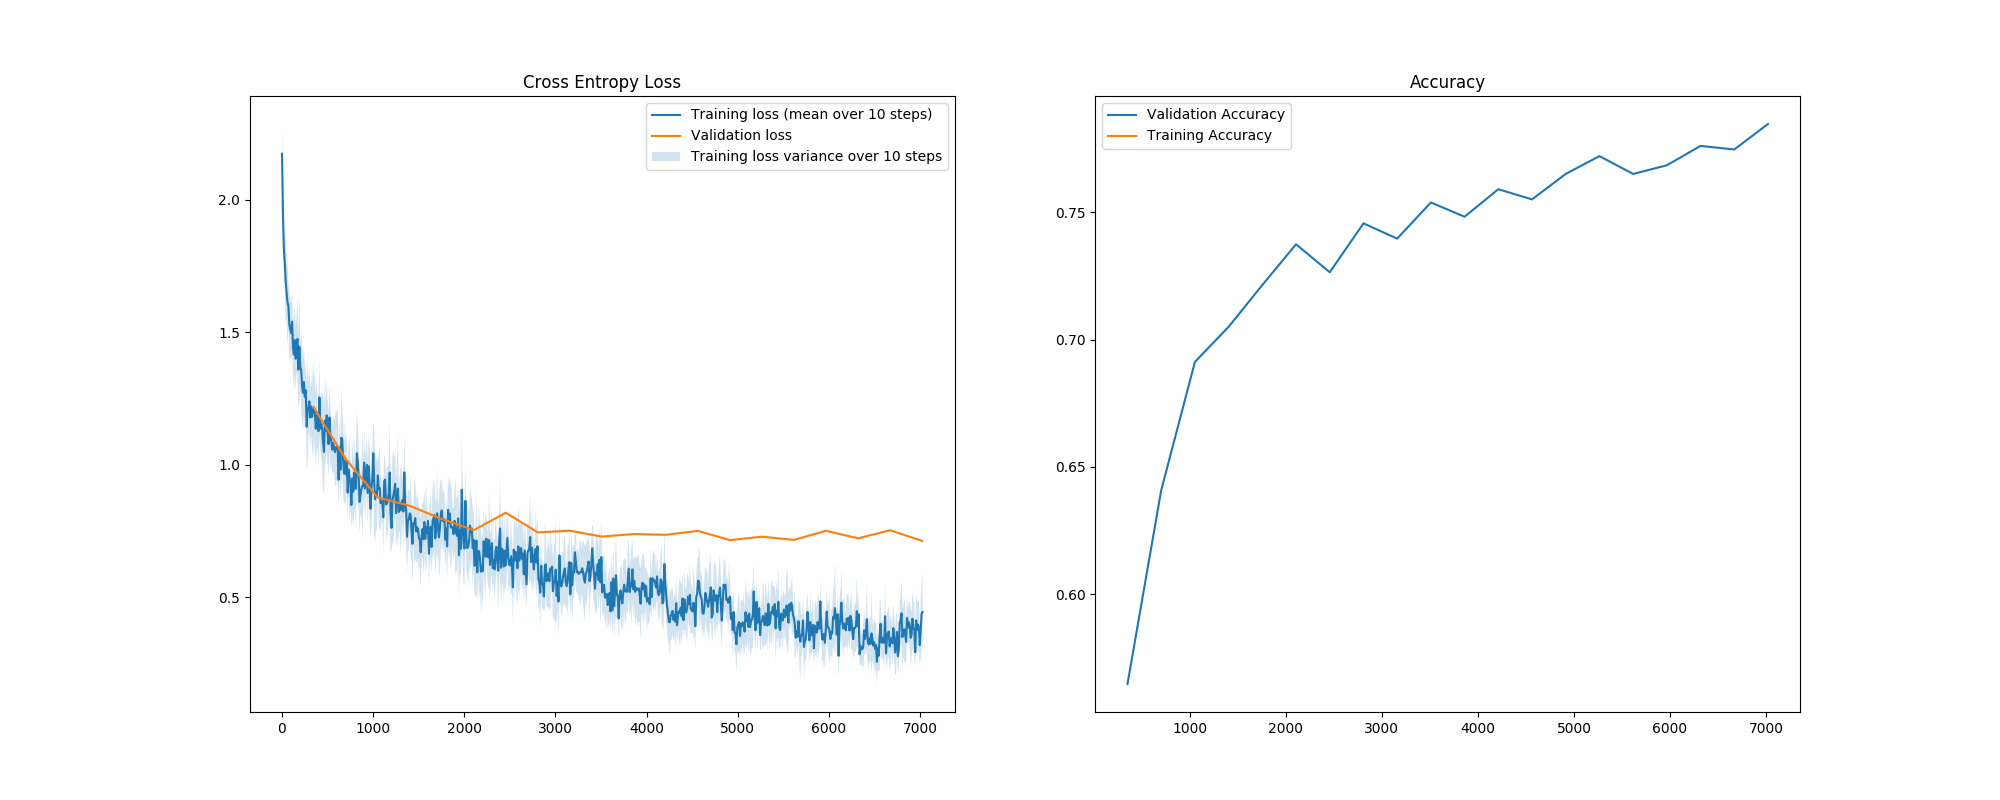 Cross Entropy Loss
Training loss (mean over 10 steps)
Validation loss
Training loss variance over 10 steps
2.0
1.5
1.0
0.5
0 1000 2000 3000 4000 5000 6000 7000
Accuracy
Validation Accuracy
Training Accuracy
0.75
0.70
0.65
0.60
1000 2000 3000 4000 5000 6000 7000